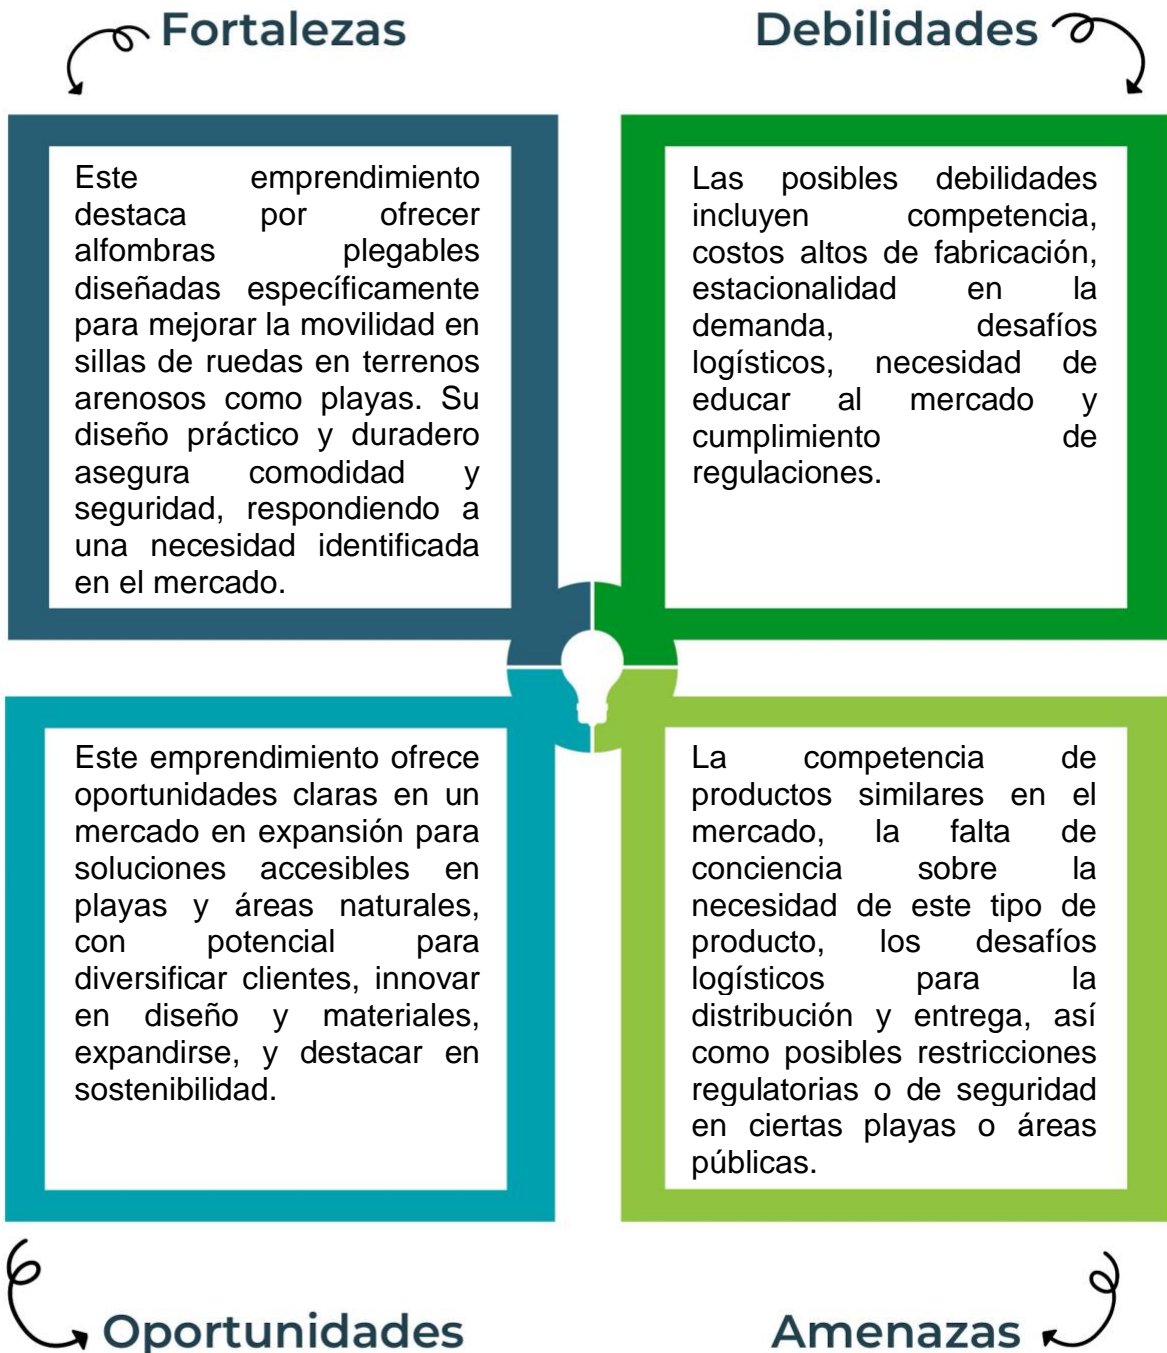 Fortalezas
Este emprendimiento
destaca por ofrecer
alfombras plegables
diseñadas específicamente
para mejorar la movilidad en
sillas de ruedas en terrenos
arenosos como playas. Su
diseño práctico y duradero
asegura comodidad y
seguridad, respondiendo a
una necesidad identificada
en el mercado.
Debilidades
Las posibles debilidades
incluyen competencia,
costos altos de fabricación,
estacionalidad en la
demanda, desafíos
logísticos, necesidad de
educar al mercado y
cumplimiento de
regulaciones.
Este emprendimiento ofrece
oportunidades claras en un
mercado en expansión para
soluciones accesibles en
playas y áreas naturales,
con potencial para
diversificar clientes, innovar
en diseño y materiales,
expandirse, y destacar en
sostenibilidad.
Oportunidades
La competencia de
productos similares en el
mercado, la falta de
conciencia sobre la
necesidad de este tipo de
producto, los desafíos
logísticos para la
distribución y entrega, así
como posibles restricciones
regulatorias o de seguridad
en ciertas playas o áreas
públicas.
Amenazas